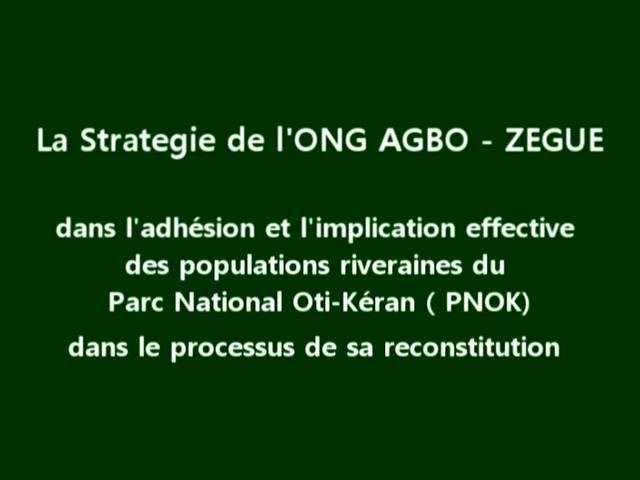 La Strategie de l'ONG AGBO - ZEGUE
dans l'adhésion et l'implication effective
des populations riveraines du
Parc National Oti-Kéran ( PNOK)
dans le processus de sa reconstitution